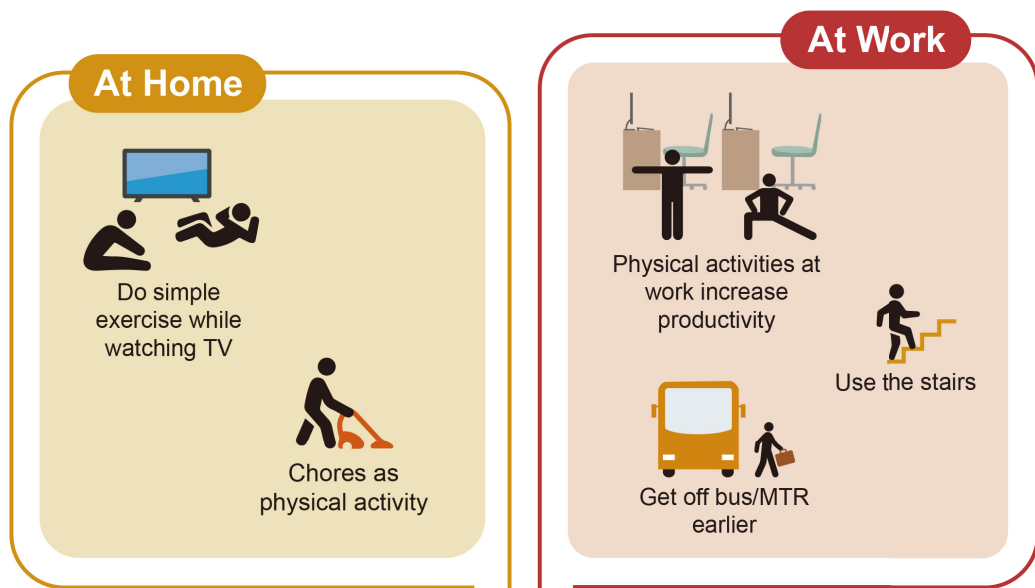 At Home
Do simple
exercise while
watching TV
Chores as
physical activity
At Work
Physical activities at
work increase
productivity
Use the stairs
Get off bus/MTR
earlier